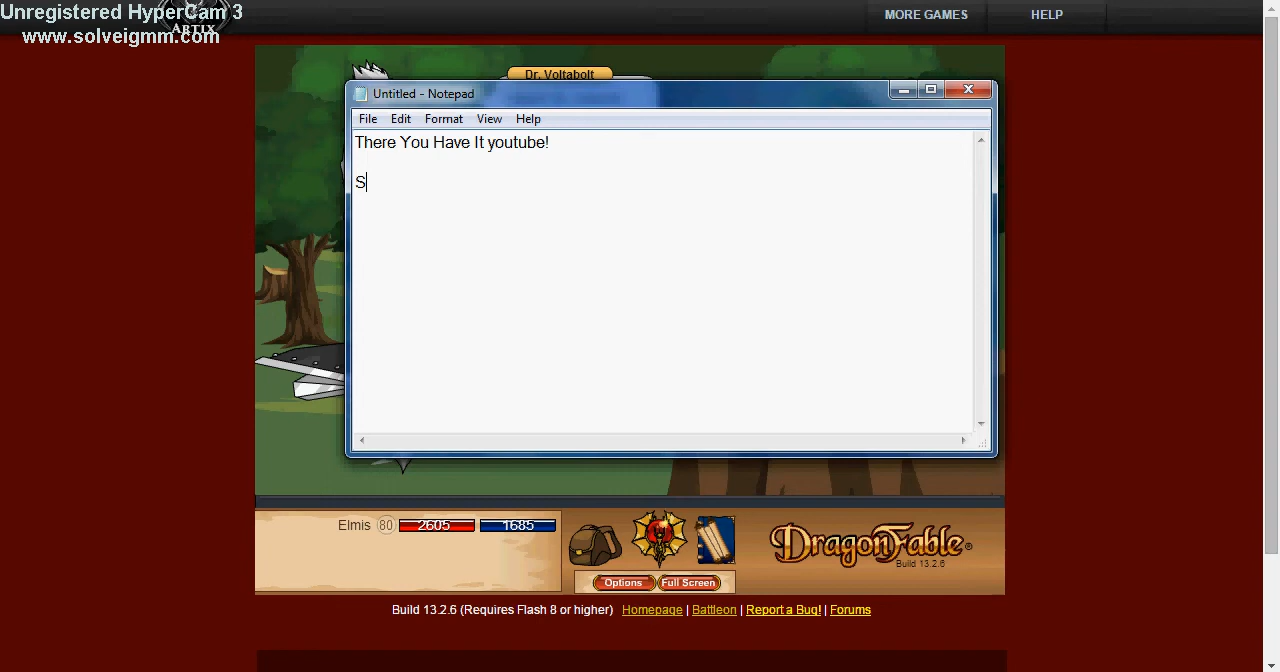 Unregistered HyperCam 3
www.solveigmm.com
ARTIX
MORE GAMES
HELP
Dr. Voltabolt
Untitled - Notepad
File Edit Format View Help
There You Have It youtube!
S
Elmis 80 2605 1685
DragonFable®
Build 13.2.6
Options Full Screen
Build 13.2.6 (Requires Flash 8 or higher) Homepage | Battleon | Report a Bug! | Forums